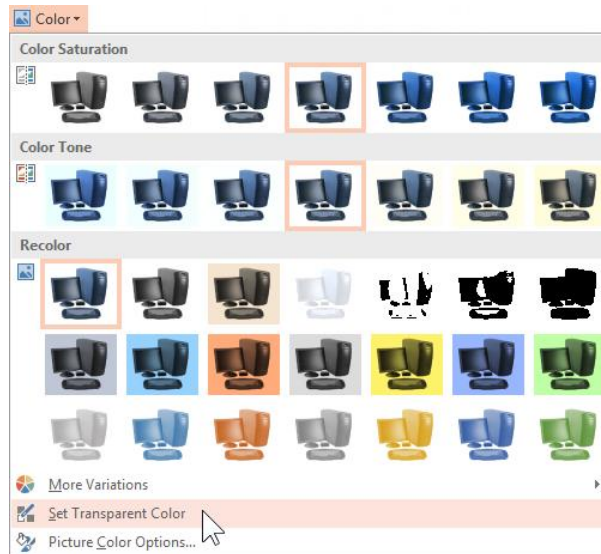 Color
Color Saturation
Color Tone
Recolor
More Variations
Set Transparent Color
Picture Color Options...